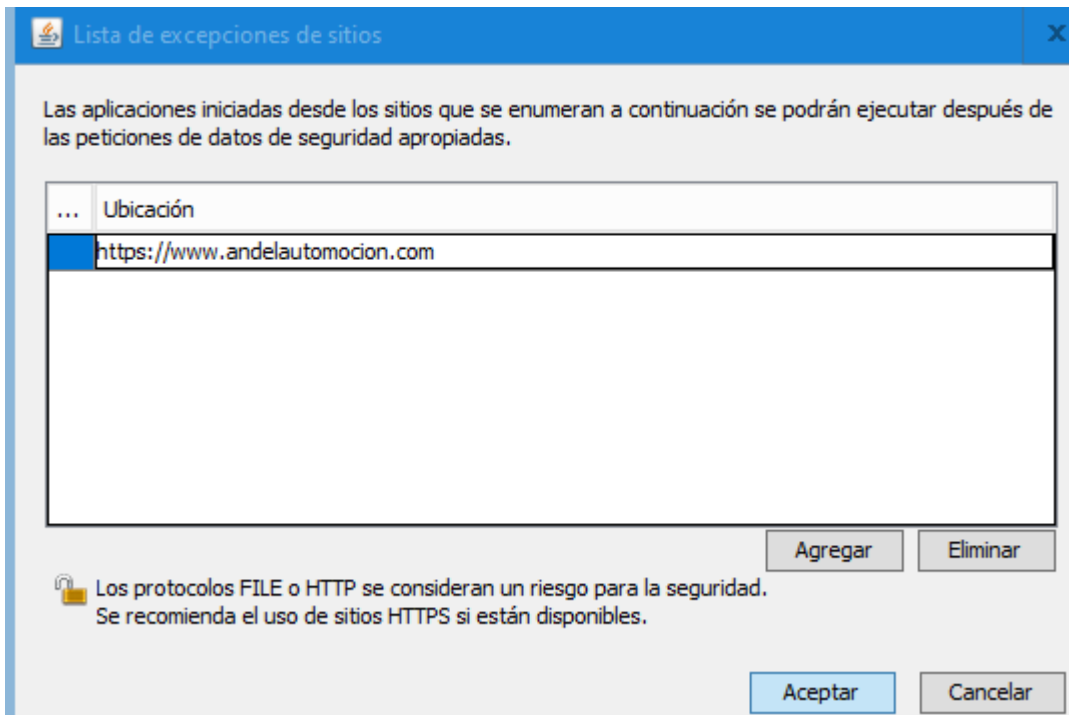 Lista de excepciones de sitios
x
Las aplicaciones iniciadas desde los sitios que se enumeran a continuación se podrán ejecutar después de
las peticiones de datos de seguridad apropiadas.
... Ubicación
https://www.andelautomocion.com
Agregar Eliminar
Los protocolos FILE o HTTP se consideran un riesgo para la seguridad.
Se recomienda el uso de sitios HTTPS si están disponibles.
Aceptar Cancelar